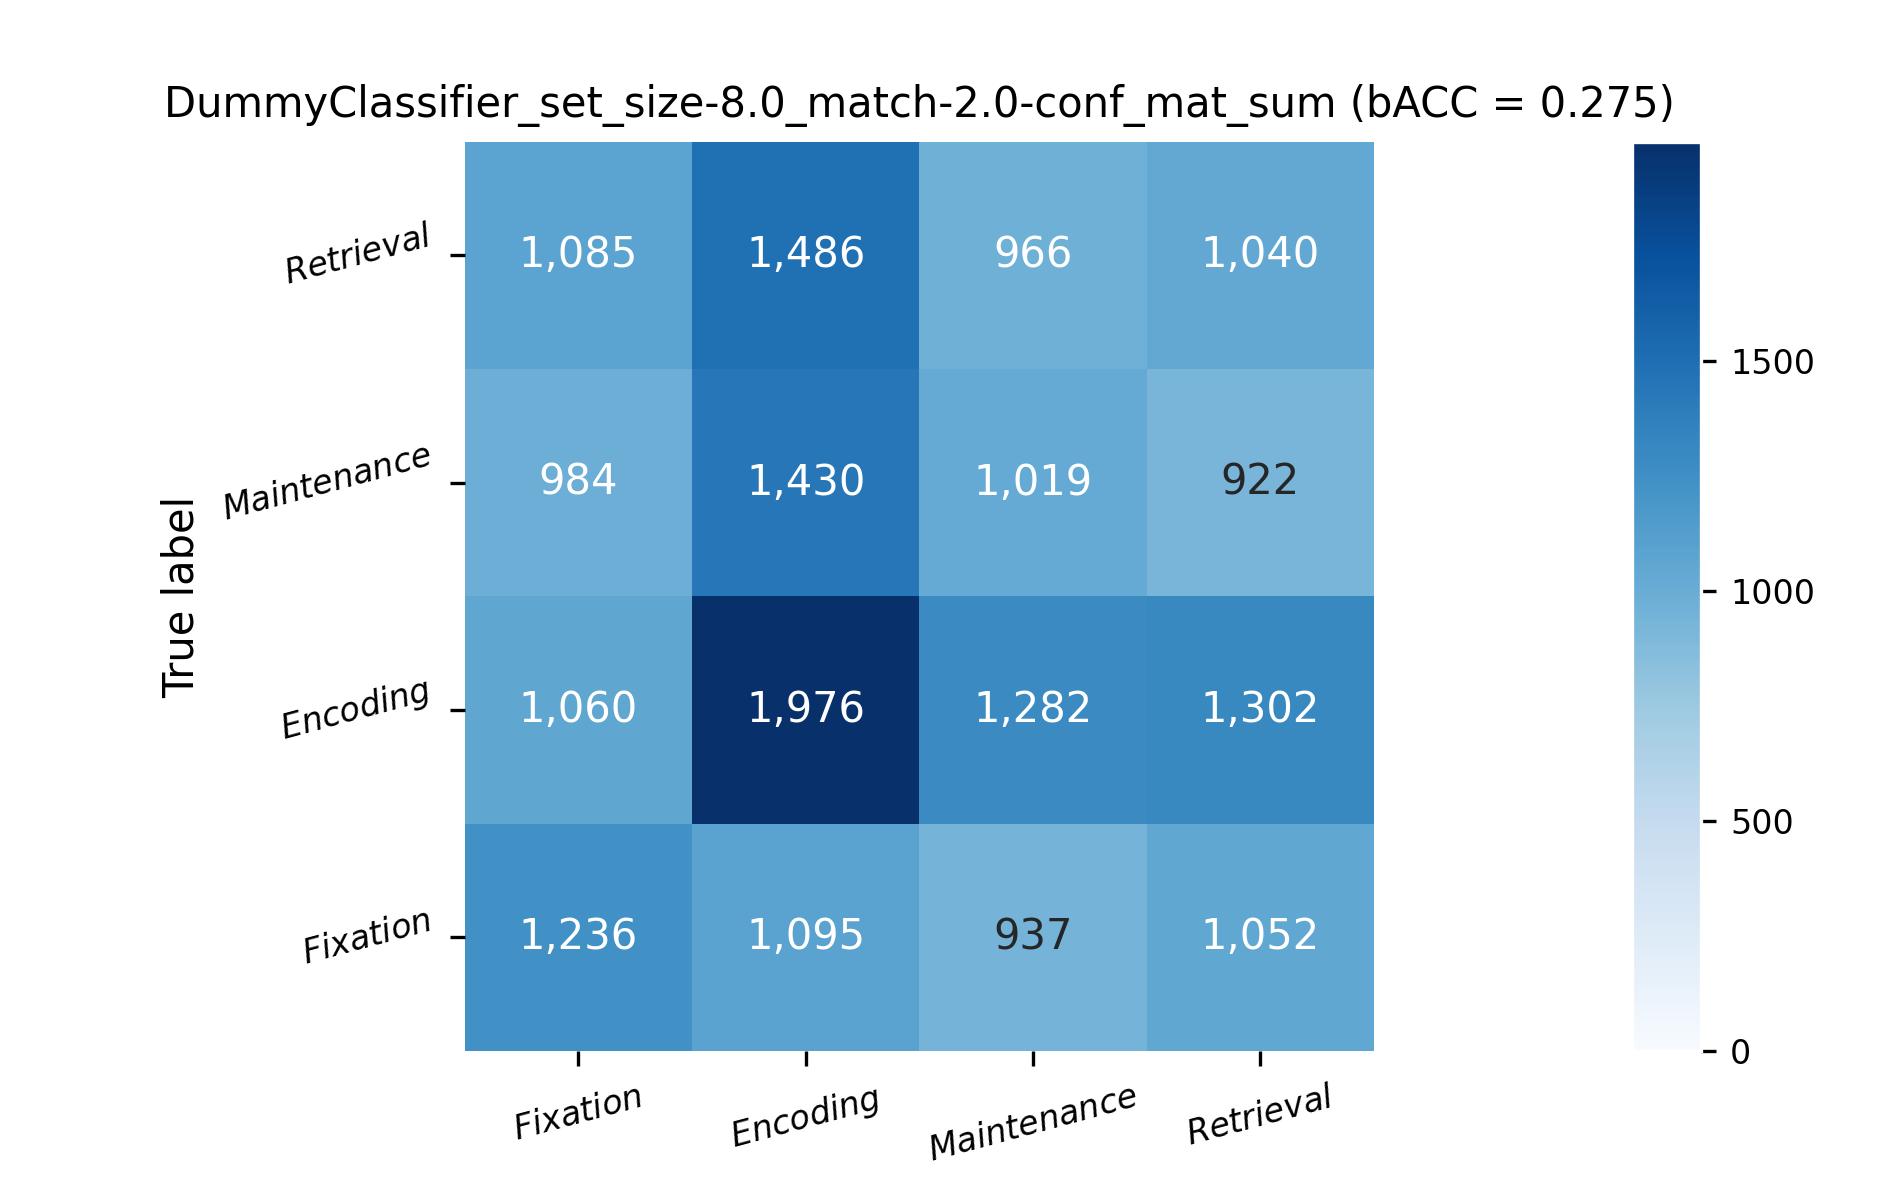 DummyClassifier_set_size-8.0_match-2.0-conf_mat_sum (bACC = 0.275)
True label
Retrieval 1,085 1,486 966 1,040
Maintenance 984 1,430 1,019 922
Encoding 1,060 1,976 1,282 1,302
Fixation 1,236 1,095 937 1,052
Fixation Encoding Maintenance Retrieval
1500
1000
500
0